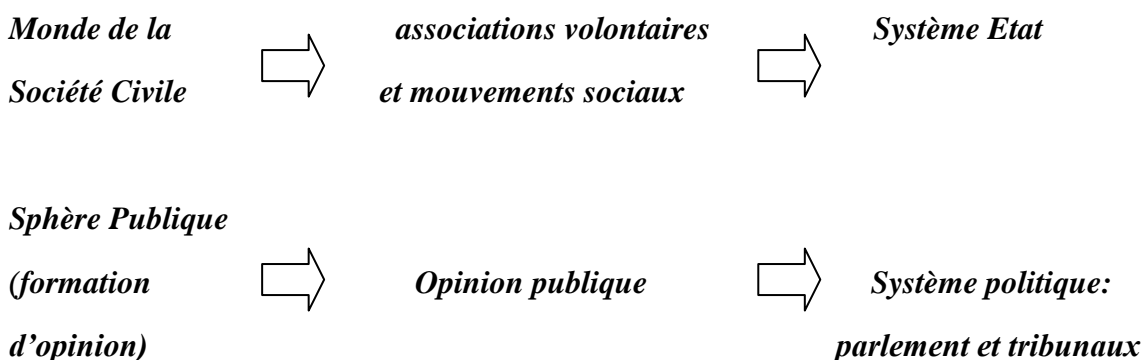 Monde de la
Société Civile
associations volontaires
et mouvements sociaux
Système Etat
Sphère Publique
(formation
d’opinion)
Opinion publique
Système politique:
parlement et tribunaux